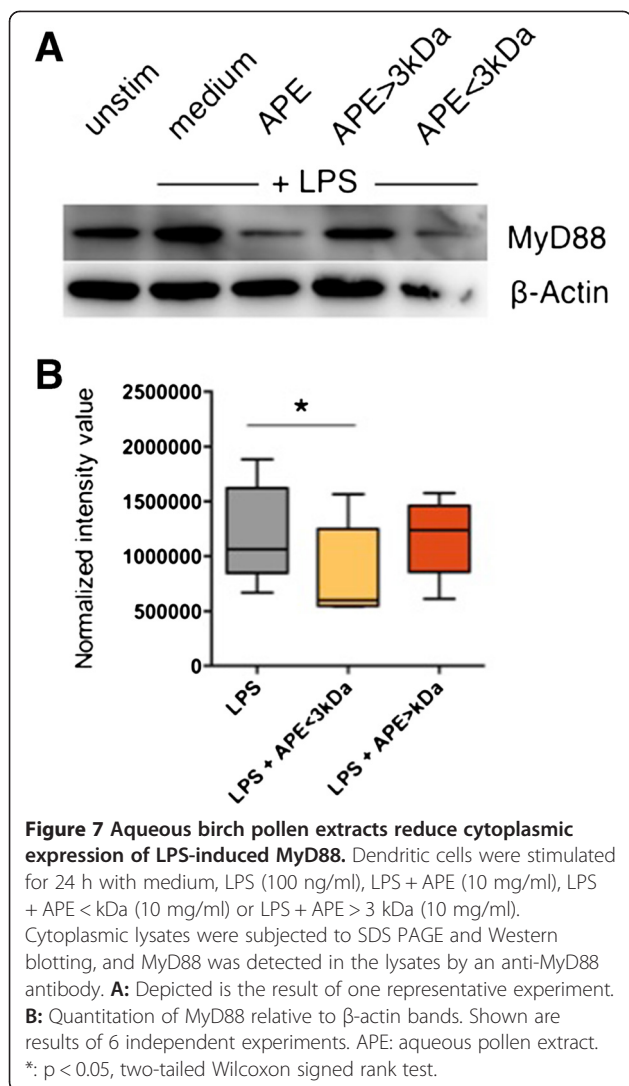 A
unstim
medium
APE
APE>3kDa
APE<3kDa
+ LPS
MyD88
β-Actin
B
Normalized intensity value
2500000
2000000
1500000
1000000
500000
0
*
LPS
LPS + APE<3kDa
LPS + APE>kDa
Figure 7 Aqueous birch pollen extracts reduce cytoplasmic
expression of LPS-induced MyD88. Dendritic cells were stimulated
for 24 h with medium, LPS (100 ng/ml), LPS + APE (10 mg/ml), LPS
+ APE < kDa (10 mg/ml) or LPS + APE > 3 kDa (10 mg/ml).
Cytoplasmic lysates were subjected to SDS PAGE and Western
blotting, and MyD88 was detected in the lysates by an anti-MyD88
antibody. A: Depicted is the result of one representative experiment.
B: Quantitation of MyD88 relative to β-actin bands. Shown are
results of 6 independent experiments. APE: aqueous pollen extract.
*: p < 0.05, two-tailed Wilcoxon signed rank test.